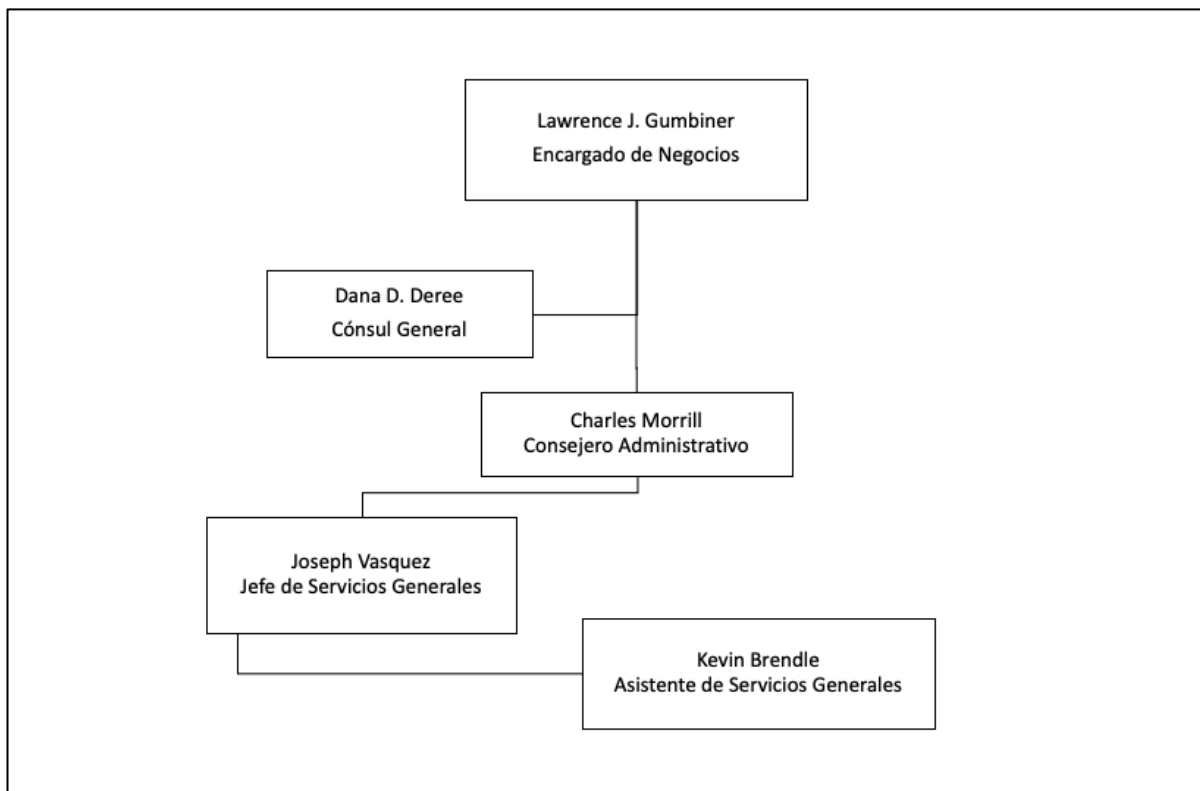 Lawrence J. Gumbiner
Encargado de Negocios
Dana D. Deree
Cónsul General
Charles Morrill
Consejero Administrativo
Joseph Vasquez
Jefe de Servicios Generales
Kevin Brendle
Asistente de Servicios Generales